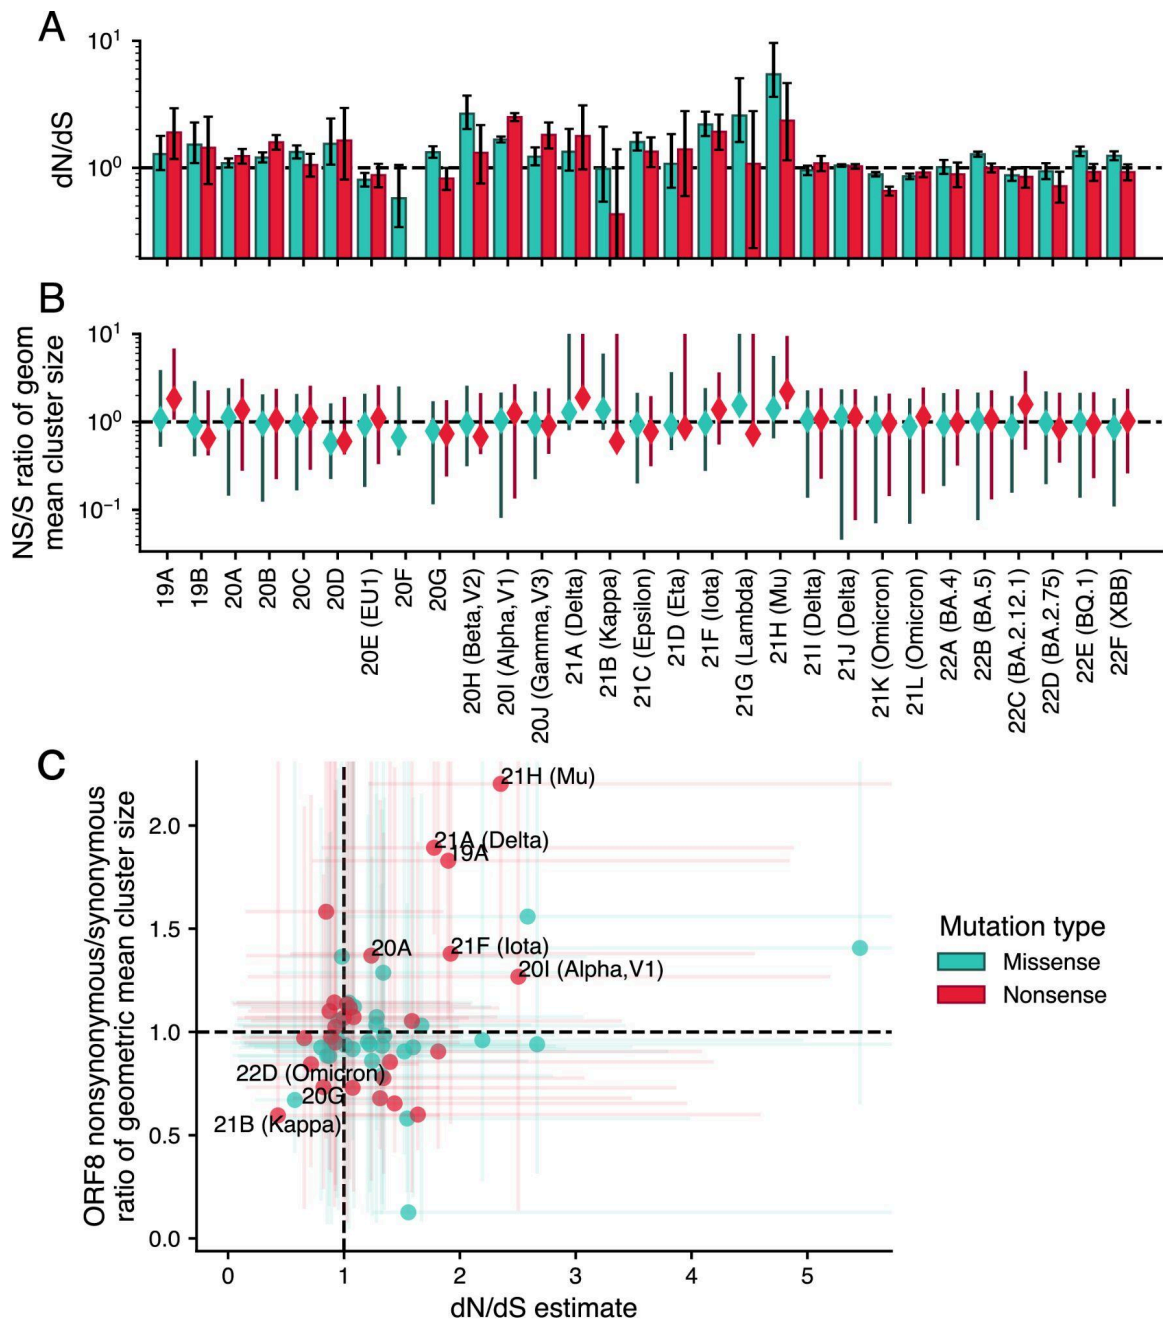 A
dN/dS
10¹
10⁰
B
NS/S ratio of geom
mean cluster size
10¹
10⁰
10⁻¹
19A
19B
20A
20B
20C
20D
20E (EU1)
20F
20G
20H (Beta,V2)
20I (Alpha,V1)
20J (Gamma,V3)
21A (Delta)
21B (Kappa)
21C (Epsilon)
21D (Eta)
21F (Iota)
21G (Lambda)
21H (Mu)
21I (Delta)
21J (Delta)
21K (Omicron)
21L (Omicron)
22A (BA.4)
22B (BA.5)
22C (BA.2.12.1)
22D (BA.2.75)
22E (BQ.1)
22F (XBB)
C
ORF8 nonsynonymous/synonymous
ratio of geometric mean cluster size
2.0
1.5
1.0
0.5
0.0
21H (Mu)
21A (Delta)
19A
20A
21F (Iota)
20I (Alpha,V1)
22D (Omicron)
20G
21B (Kappa)
0
1
2
3
4
5
dN/dS estimate
Mutation type
Missense
Nonsense